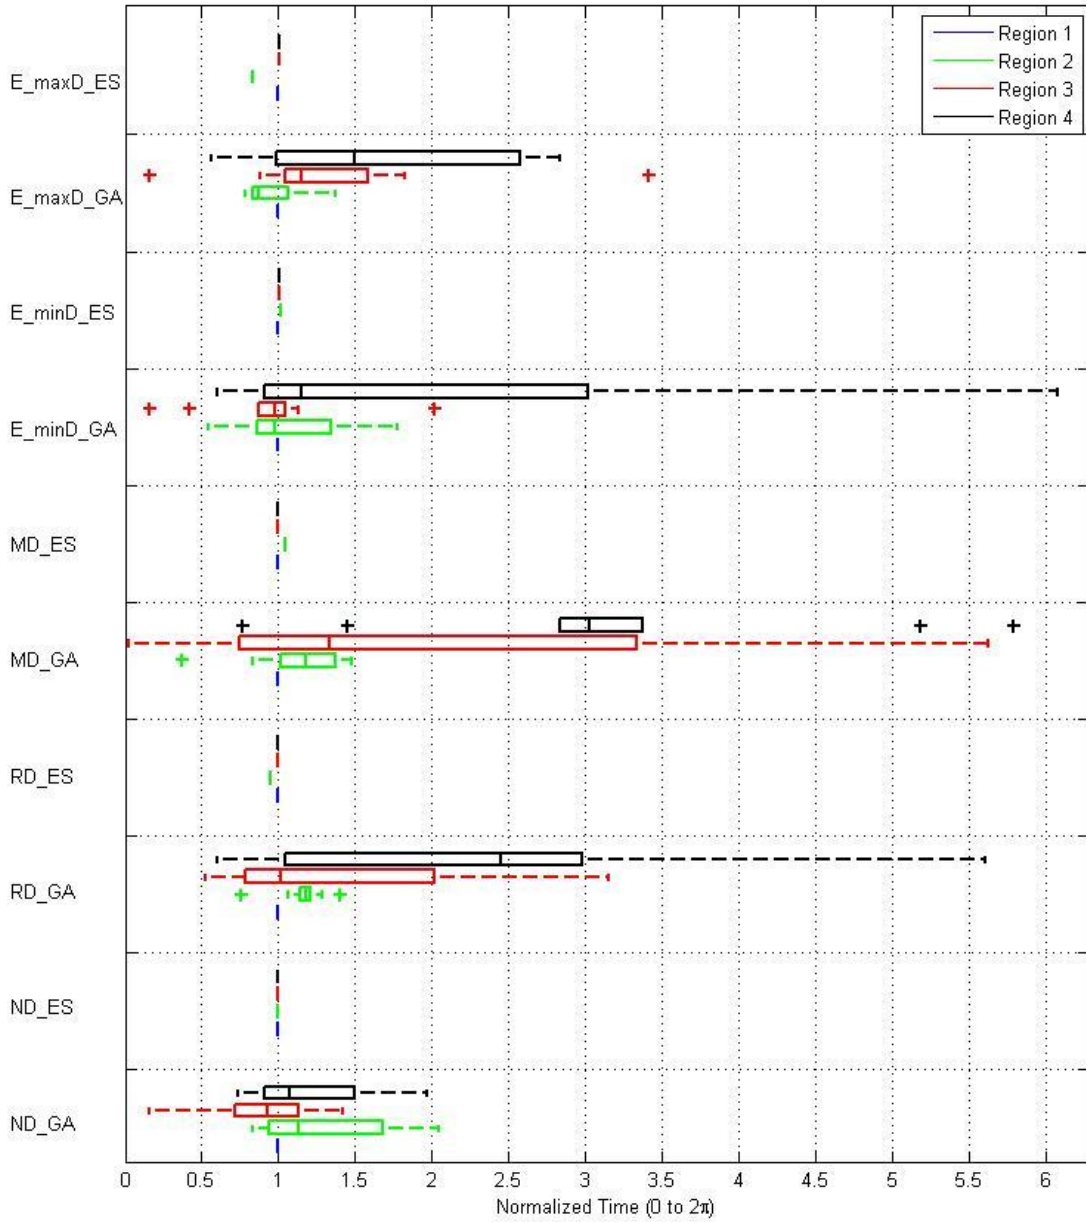 Region 1
Region 2
Region 3
Region 4
E_maxD_ES
E_maxD_GA
E_minD_ES
E_minD_GA
MD_ES
MD_GA
RD_ES
RD_GA
ND_ES
ND_GA
0 0.5 1 1.5 2 2.5 3 3.5 4 4.5 5 5.5 6
Normalized Time (0 to 2π)